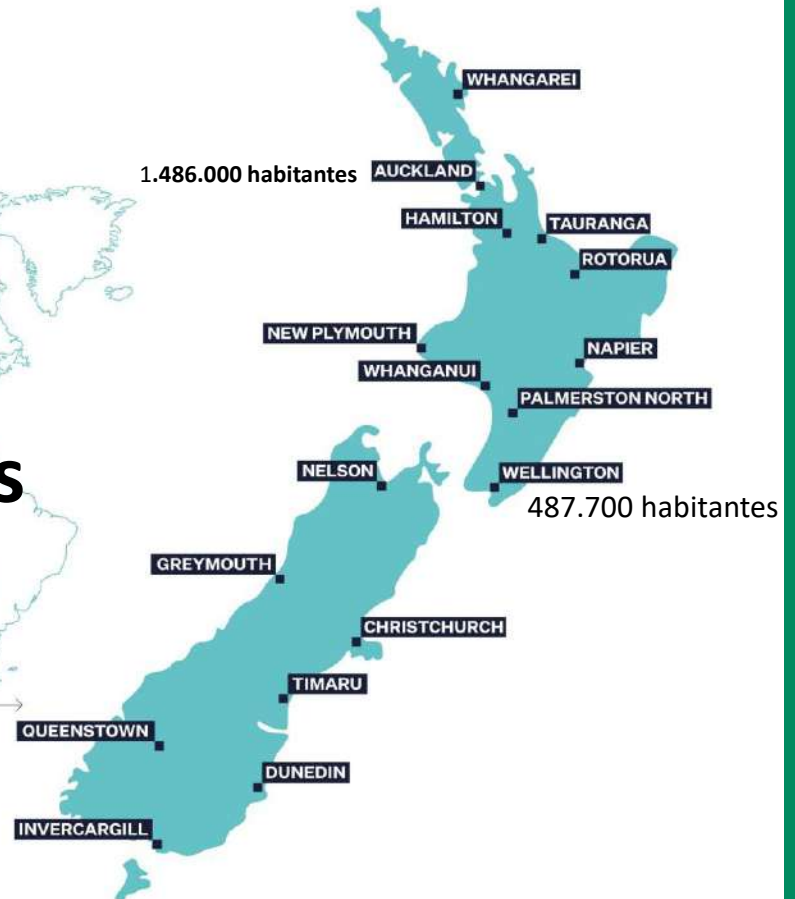 WHANGAREI
1.486.000 habitantes AUCKLAND
HAMILTON
TAURANGA
ROTORUA
NEW PLYMOUTH
NAPIER
WHANGANUI
PALMERSTON NORTH
S
NELSON
WELLINGTON
487.700 habitantes
GREYMOUTH
CHRISTCHURCH
TIMARU
QUEENSTOWN
DUNEDIN
INVERCARGILL